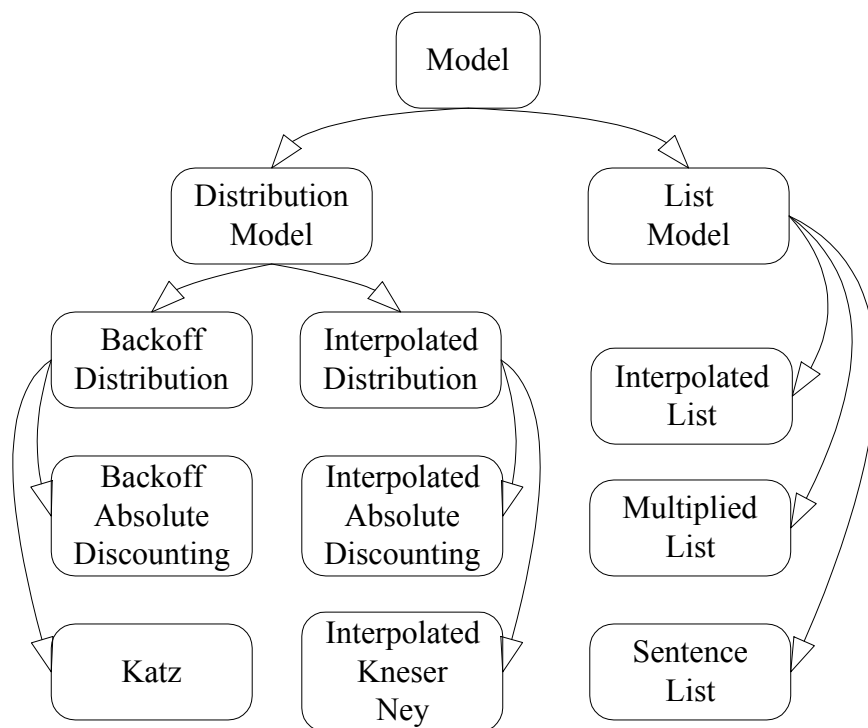 Model
Distribution
Model
List
Model
Backoff
Distribution
Interpolated
Distribution
Interpolated
List
Backoff
Absolute
Discounting
Interpolated
Absolute
Discounting
Multiplied
List
Katz
Interpolated
Kneser
Ney
Sentence
List